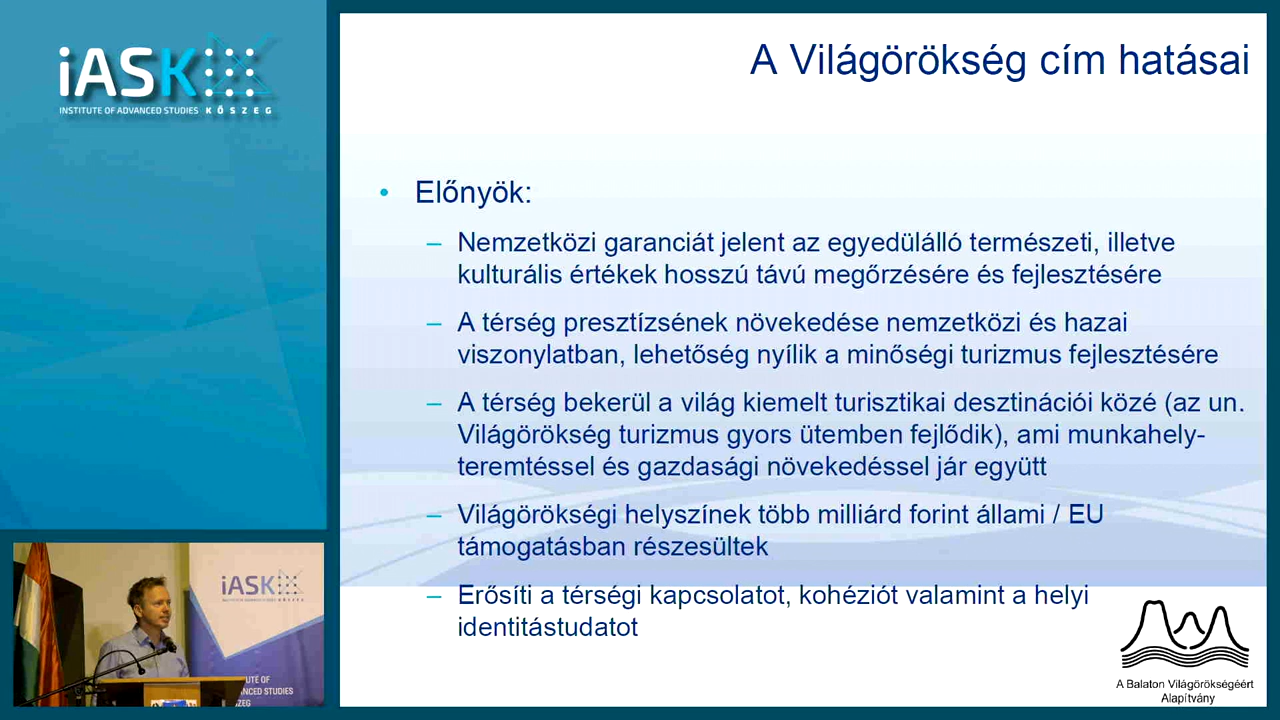 iASK
INSTITUTE OF ADVANCED STUDIES KŐSZEG
A Világörökség cím hatásai
• Előnyök:
– Nemzetközi garanciát jelent az egyedülálló természeti, illetve
kulturális értékek hosszú távú megőrzésére és fejlesztésére
– A térség presztízsének növekedése nemzetközi és hazai
viszonylatban, lehetőség nyílik a minőségi turizmus fejlesztésére
– A térség bekerül a világ kiemelt turisztikai desztinációi közé (az un.
Világörökség turizmus gyors ütemben fejlődik), ami munkahely-
teremtéssel és gazdasági növekedéssel jár együtt
– Világörökségi helyszínek több milliárd forint állami / EU
támogatásban részesültek
– Erősíti a térségi kapcsolatot, kohéziót valamint a helyi
identitástudatot
A Balaton Világörökségéért
Alapítvány
iASK